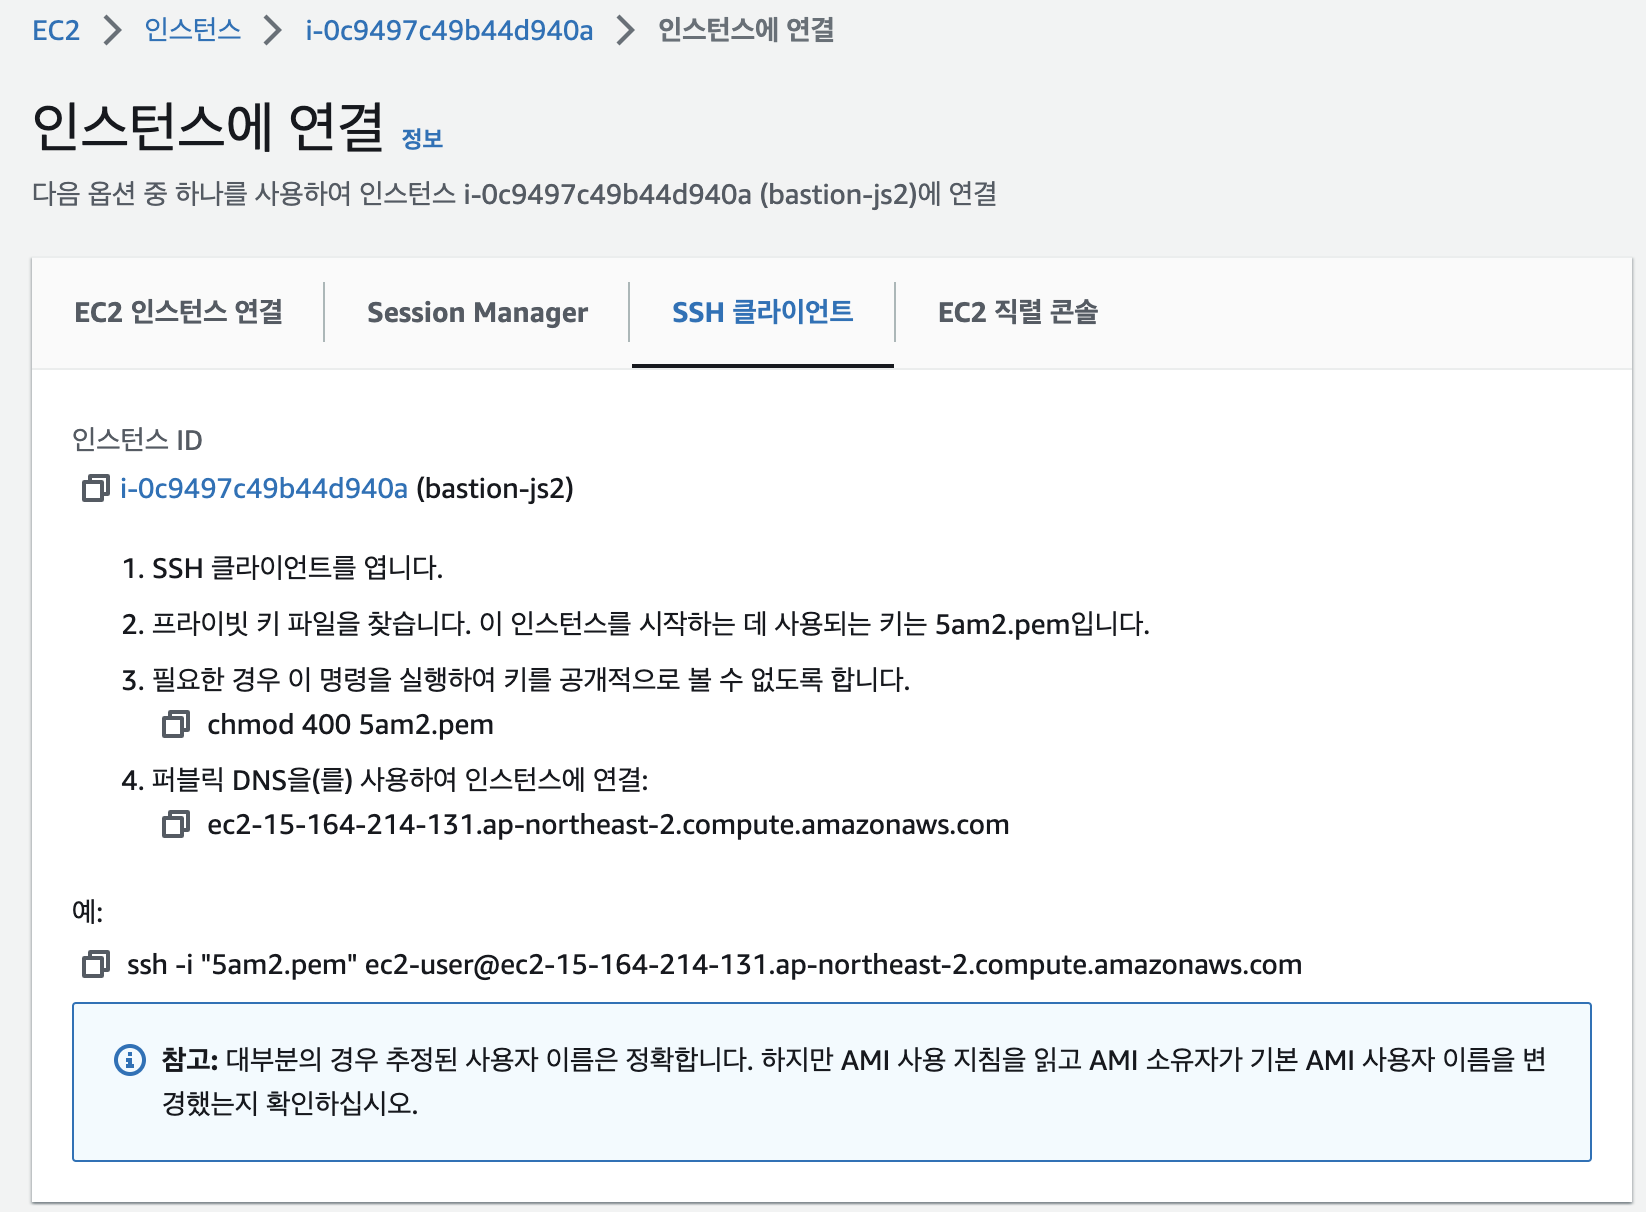 EC2 > 인스턴스 > i-0c9497c49b44d940a > 인스턴스에 연결
인스턴스에 연결 정보
다음 옵션 중 하나를 사용하여 인스턴스 i-0c9497c49b44d940a (bastion-js2)에 연결
EC2 인스턴스 연결 Session Manager SSH 클라이언트 EC2 직렬 콘솔
인스턴스 ID
i-0c9497c49b44d940a (bastion-js2)
1. SSH 클라이언트를 엽니다.
2. 프라이빗 키 파일을 찾습니다. 이 인스턴스를 시작하는 데 사용되는 키는 5am2.pem입니다.
3. 필요한 경우 이 명령을 실행하여 키를 공개적으로 볼 수 없도록 합니다.
chmod 400 5am2.pem
4. 퍼블릭 DNS을(를) 사용하여 인스턴스에 연결:
ec2-15-164-214-131.ap-northeast-2.compute.amazonaws.com
예:
ssh -i "5am2.pem" ec2-user@ec2-15-164-214-131.ap-northeast-2.compute.amazonaws.com
참고: 대부분의 경우 추정된 사용자 이름은 정확합니다. 하지만 AMI 사용 지침을 읽고 AMI 소유자가 기본 AMI 사용자 이름을 변
경했는지 확인하십시오.